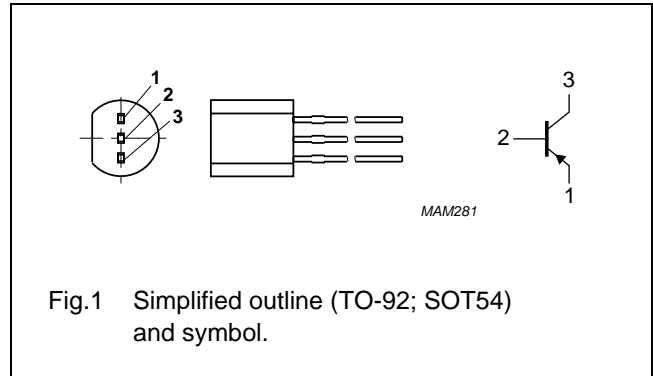 1
2
3
3
2
1
MAM281
Fig.1 Simplified outline (TO-92; SOT54)
and symbol.